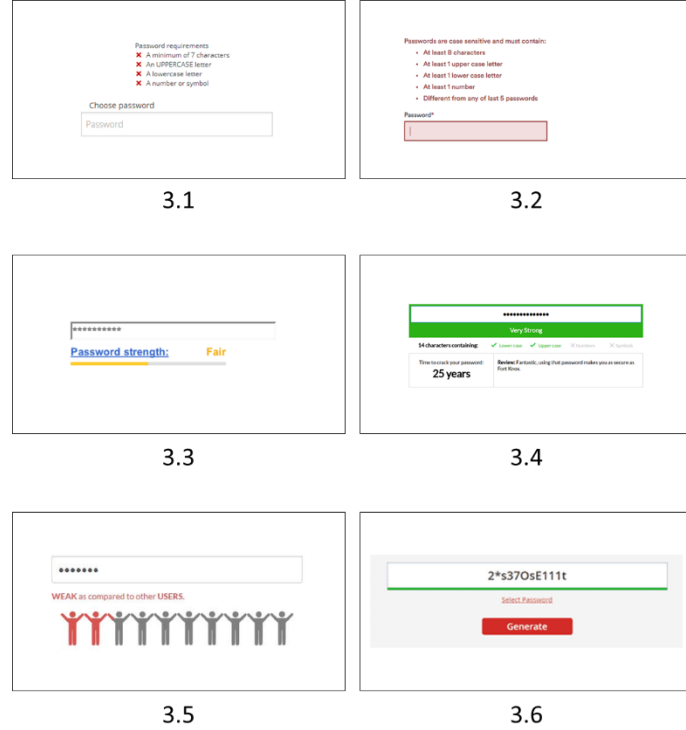 Password requirements
✖ A minimum of 7 characters
✖ An UPPERCASE letter
✖ A lowercase letter
✖ A number or symbol
Choose password
Password
3.1
Passwords are case sensitive and must contain:
• At least 8 characters
• At least 1 upper case letter
• At least 1 lower case letter
• At least 1 number
• Different from any of last 5 passwords
Password*
3.2
**********
Password strength: Fair
3.3
••••••••••••••
Very Strong
14 characters containing: ✓ Lower case ✓ Upper case ✕ Numbers ✕ Symbols
Time to crack your password:
25 years
Review: Fantastic, using that password makes you as secure as
Fort Knox.
3.4
•••••••
WEAK as compared to other USERS.
3.5
2*s37OsE111t
Select Password
Generate
3.6